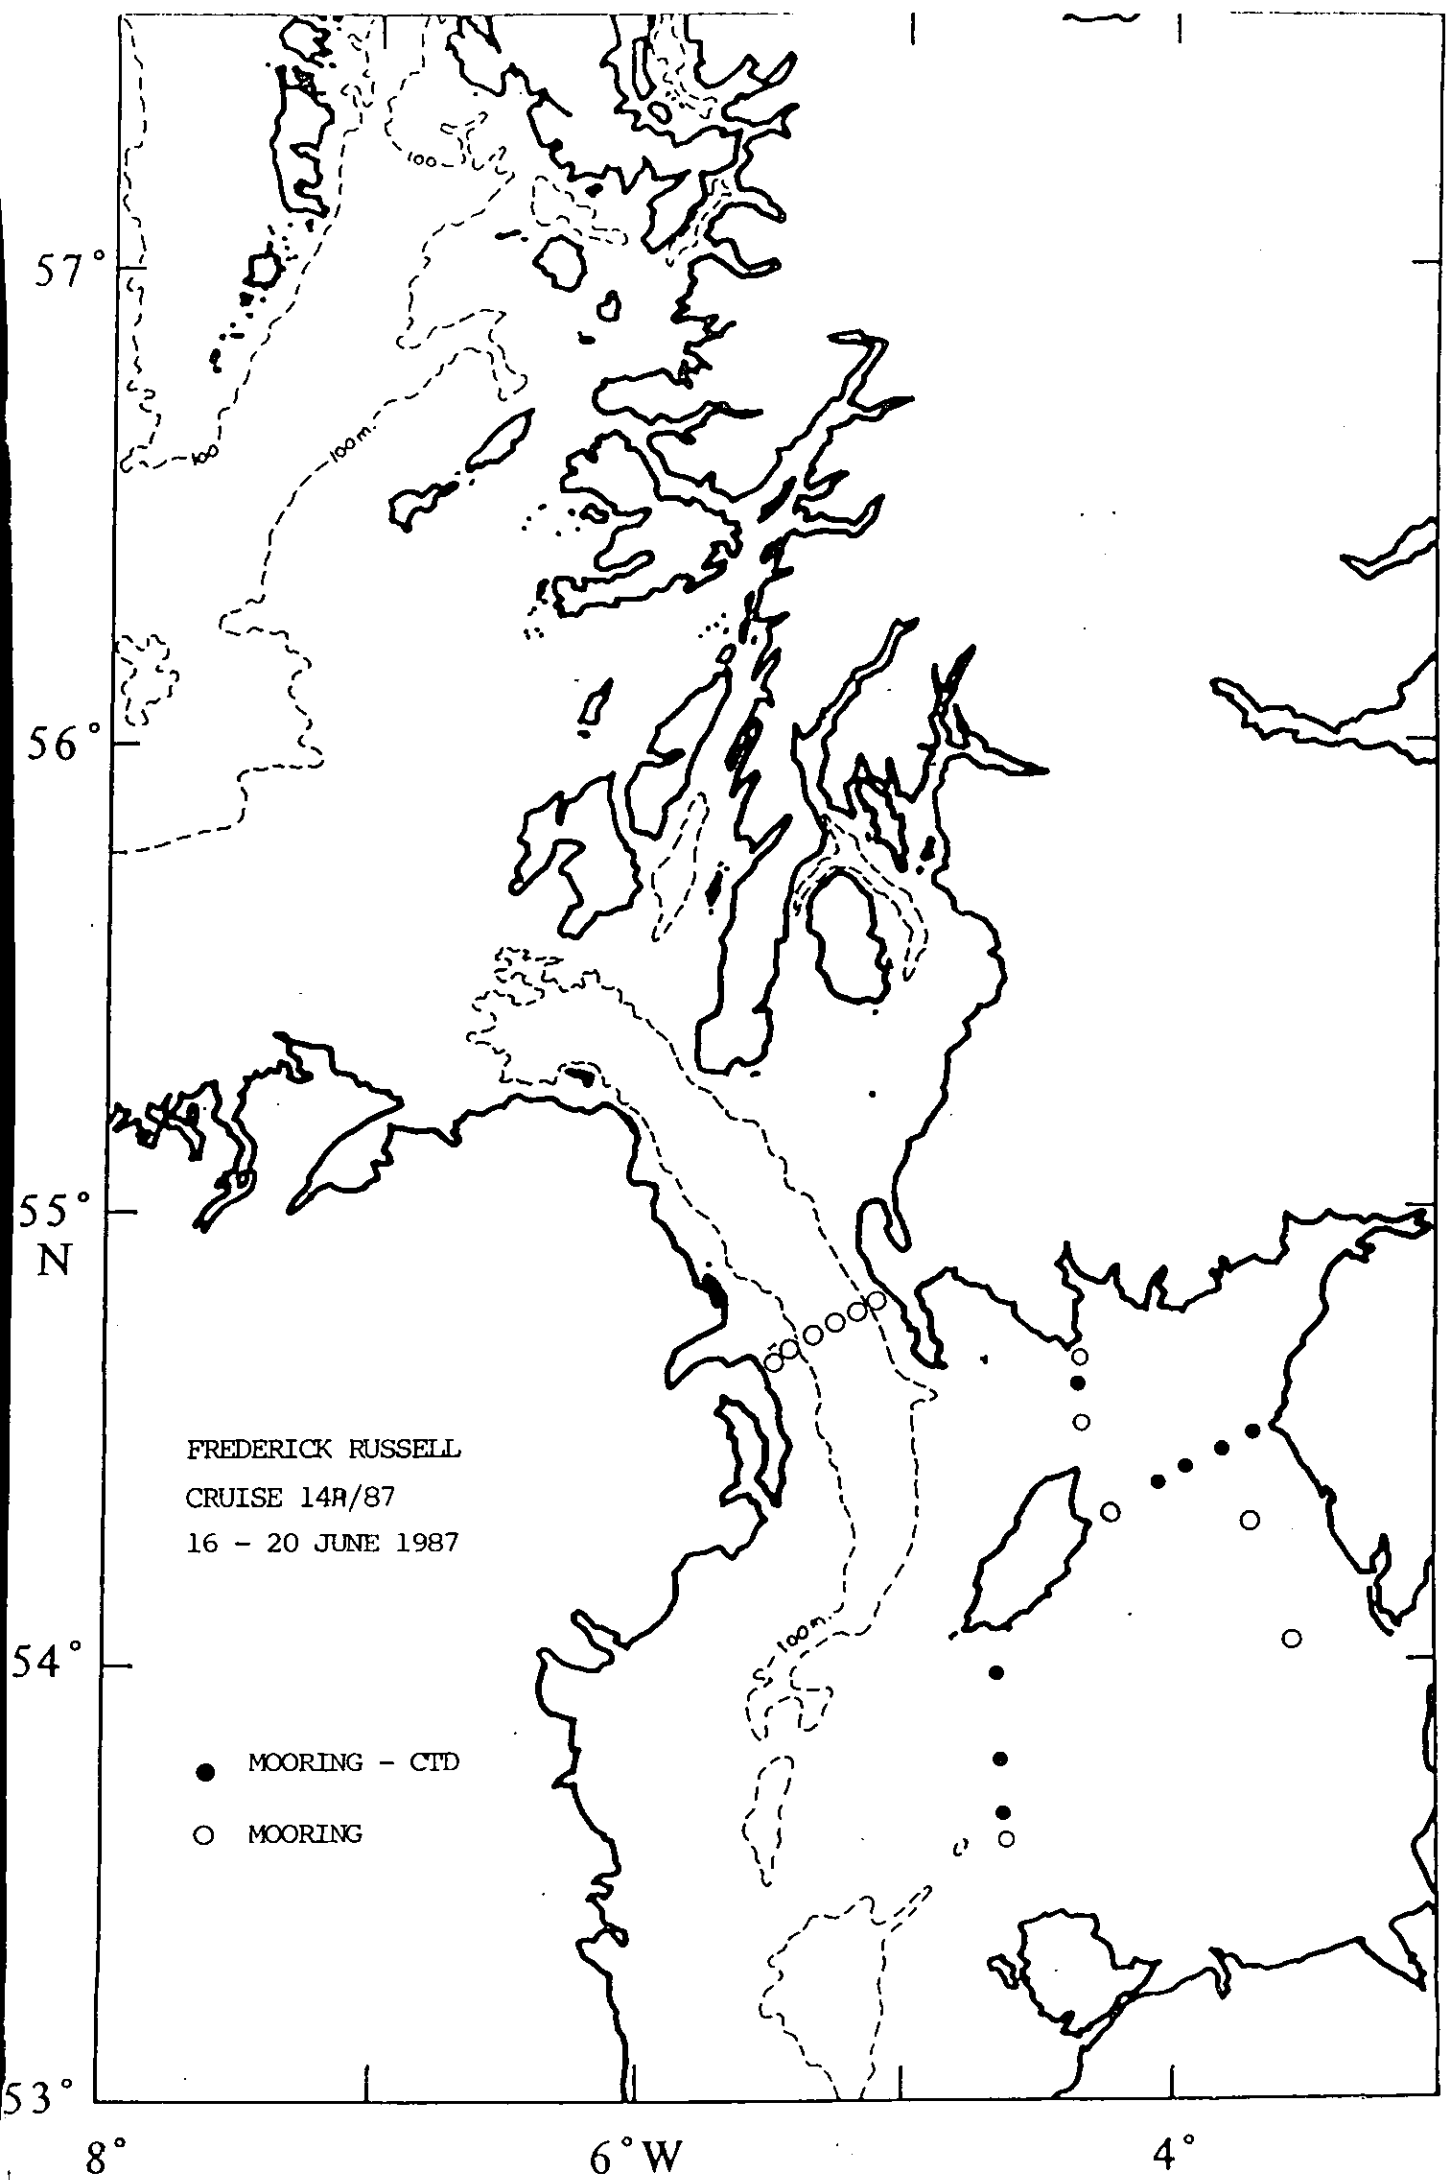 100
57°
100
100m.
56°
55°
N
FREDERICK RUSSELL
CRUISE 14A/87
16 - 20 JUNE 1987
100m.
54°
MOORING - CTD
MOORING
53°
8°
6°W
4°